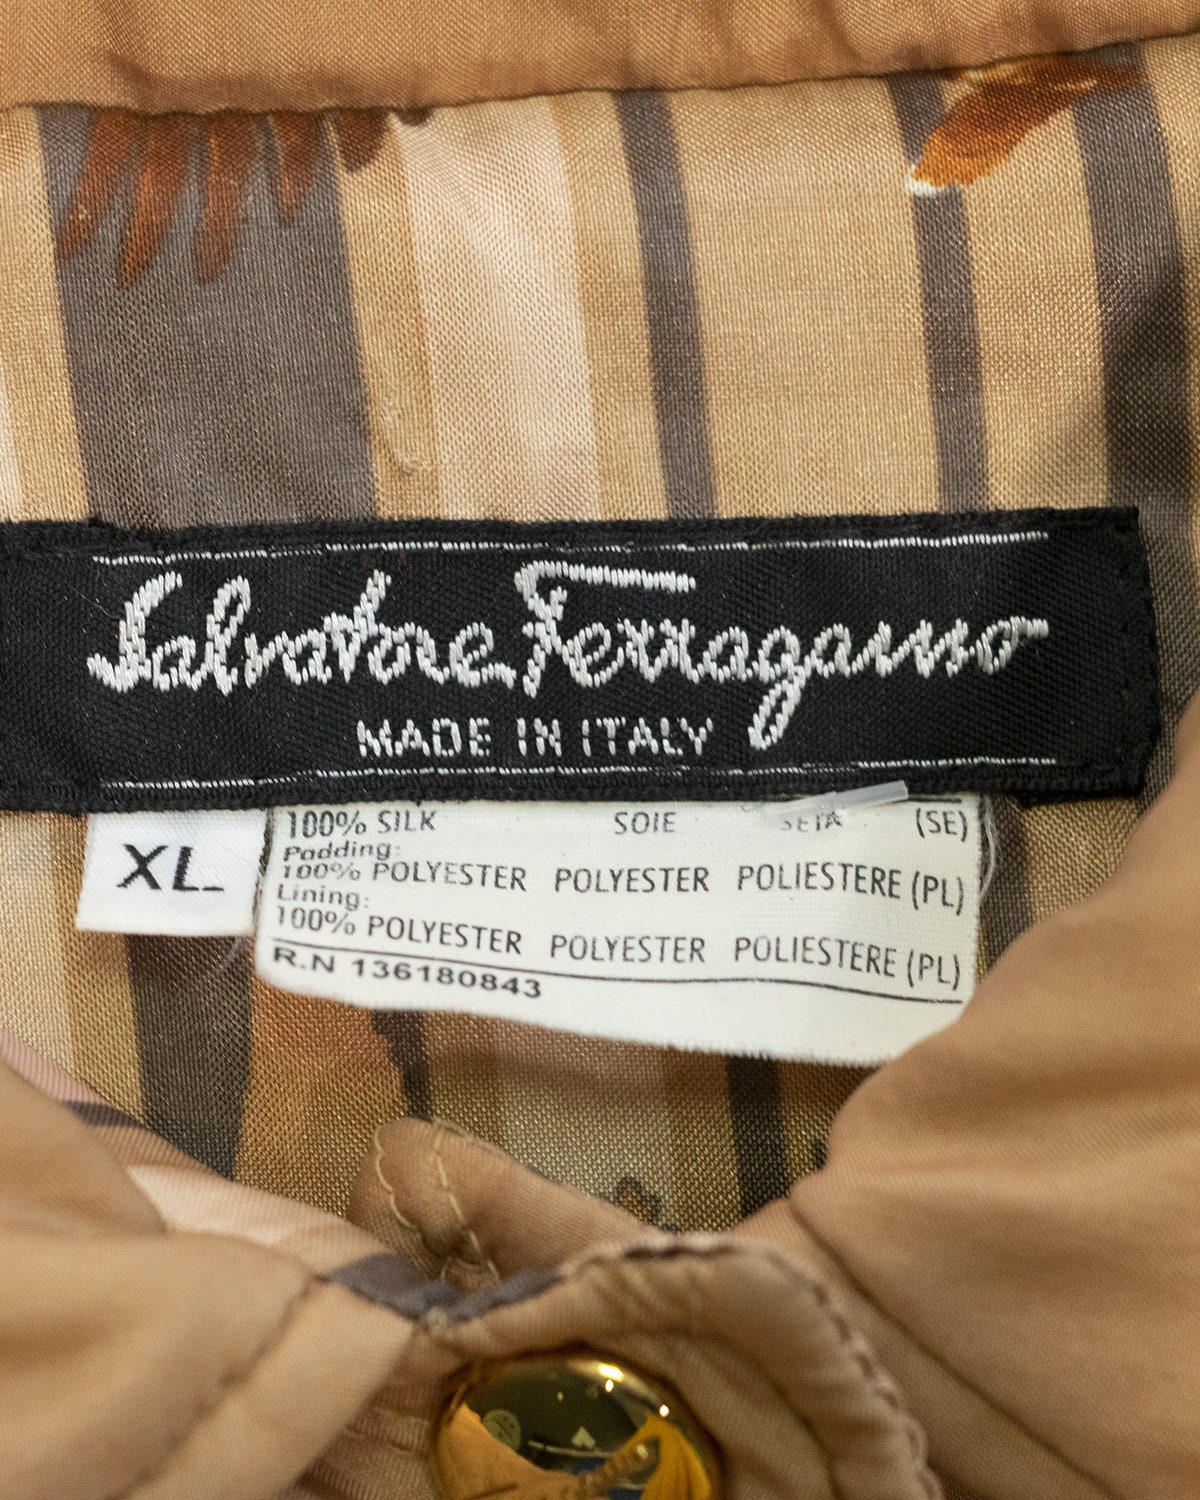 Salvatore Ferragamo
MADE IN ITALY
XL
100% SILK SOIE SETA (SE)
Padding:
100% POLYESTER POLYESTER POLIESTERE (PL)
Lining:
100% POLYESTER POLYESTER POLIESTERE (PL)
R.N 136180843